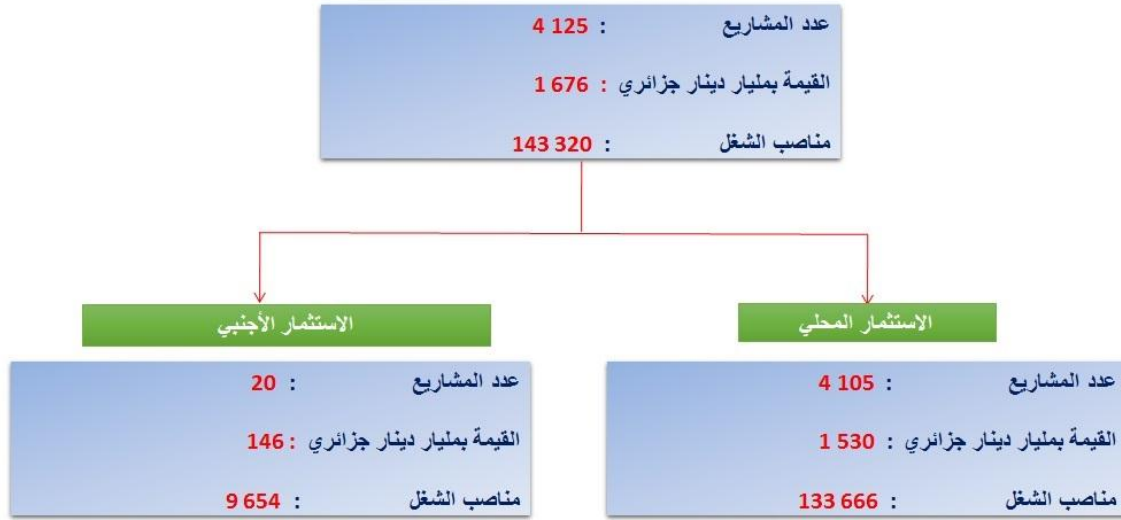 عدد المشاريع : 4 125
القيمة بمليار دينار جزائري : 1 676
مناصب الشغل : 143 320
الاستثمار المحلي
عدد المشاريع : 4 105
القيمة بمليار دينار جزائري : 1 530
مناصب الشغل : 133 666
الاستثمار الأجنبي
عدد المشاريع : 20
القيمة بمليار دينار جزائري : 146
مناصب الشغل : 9 654